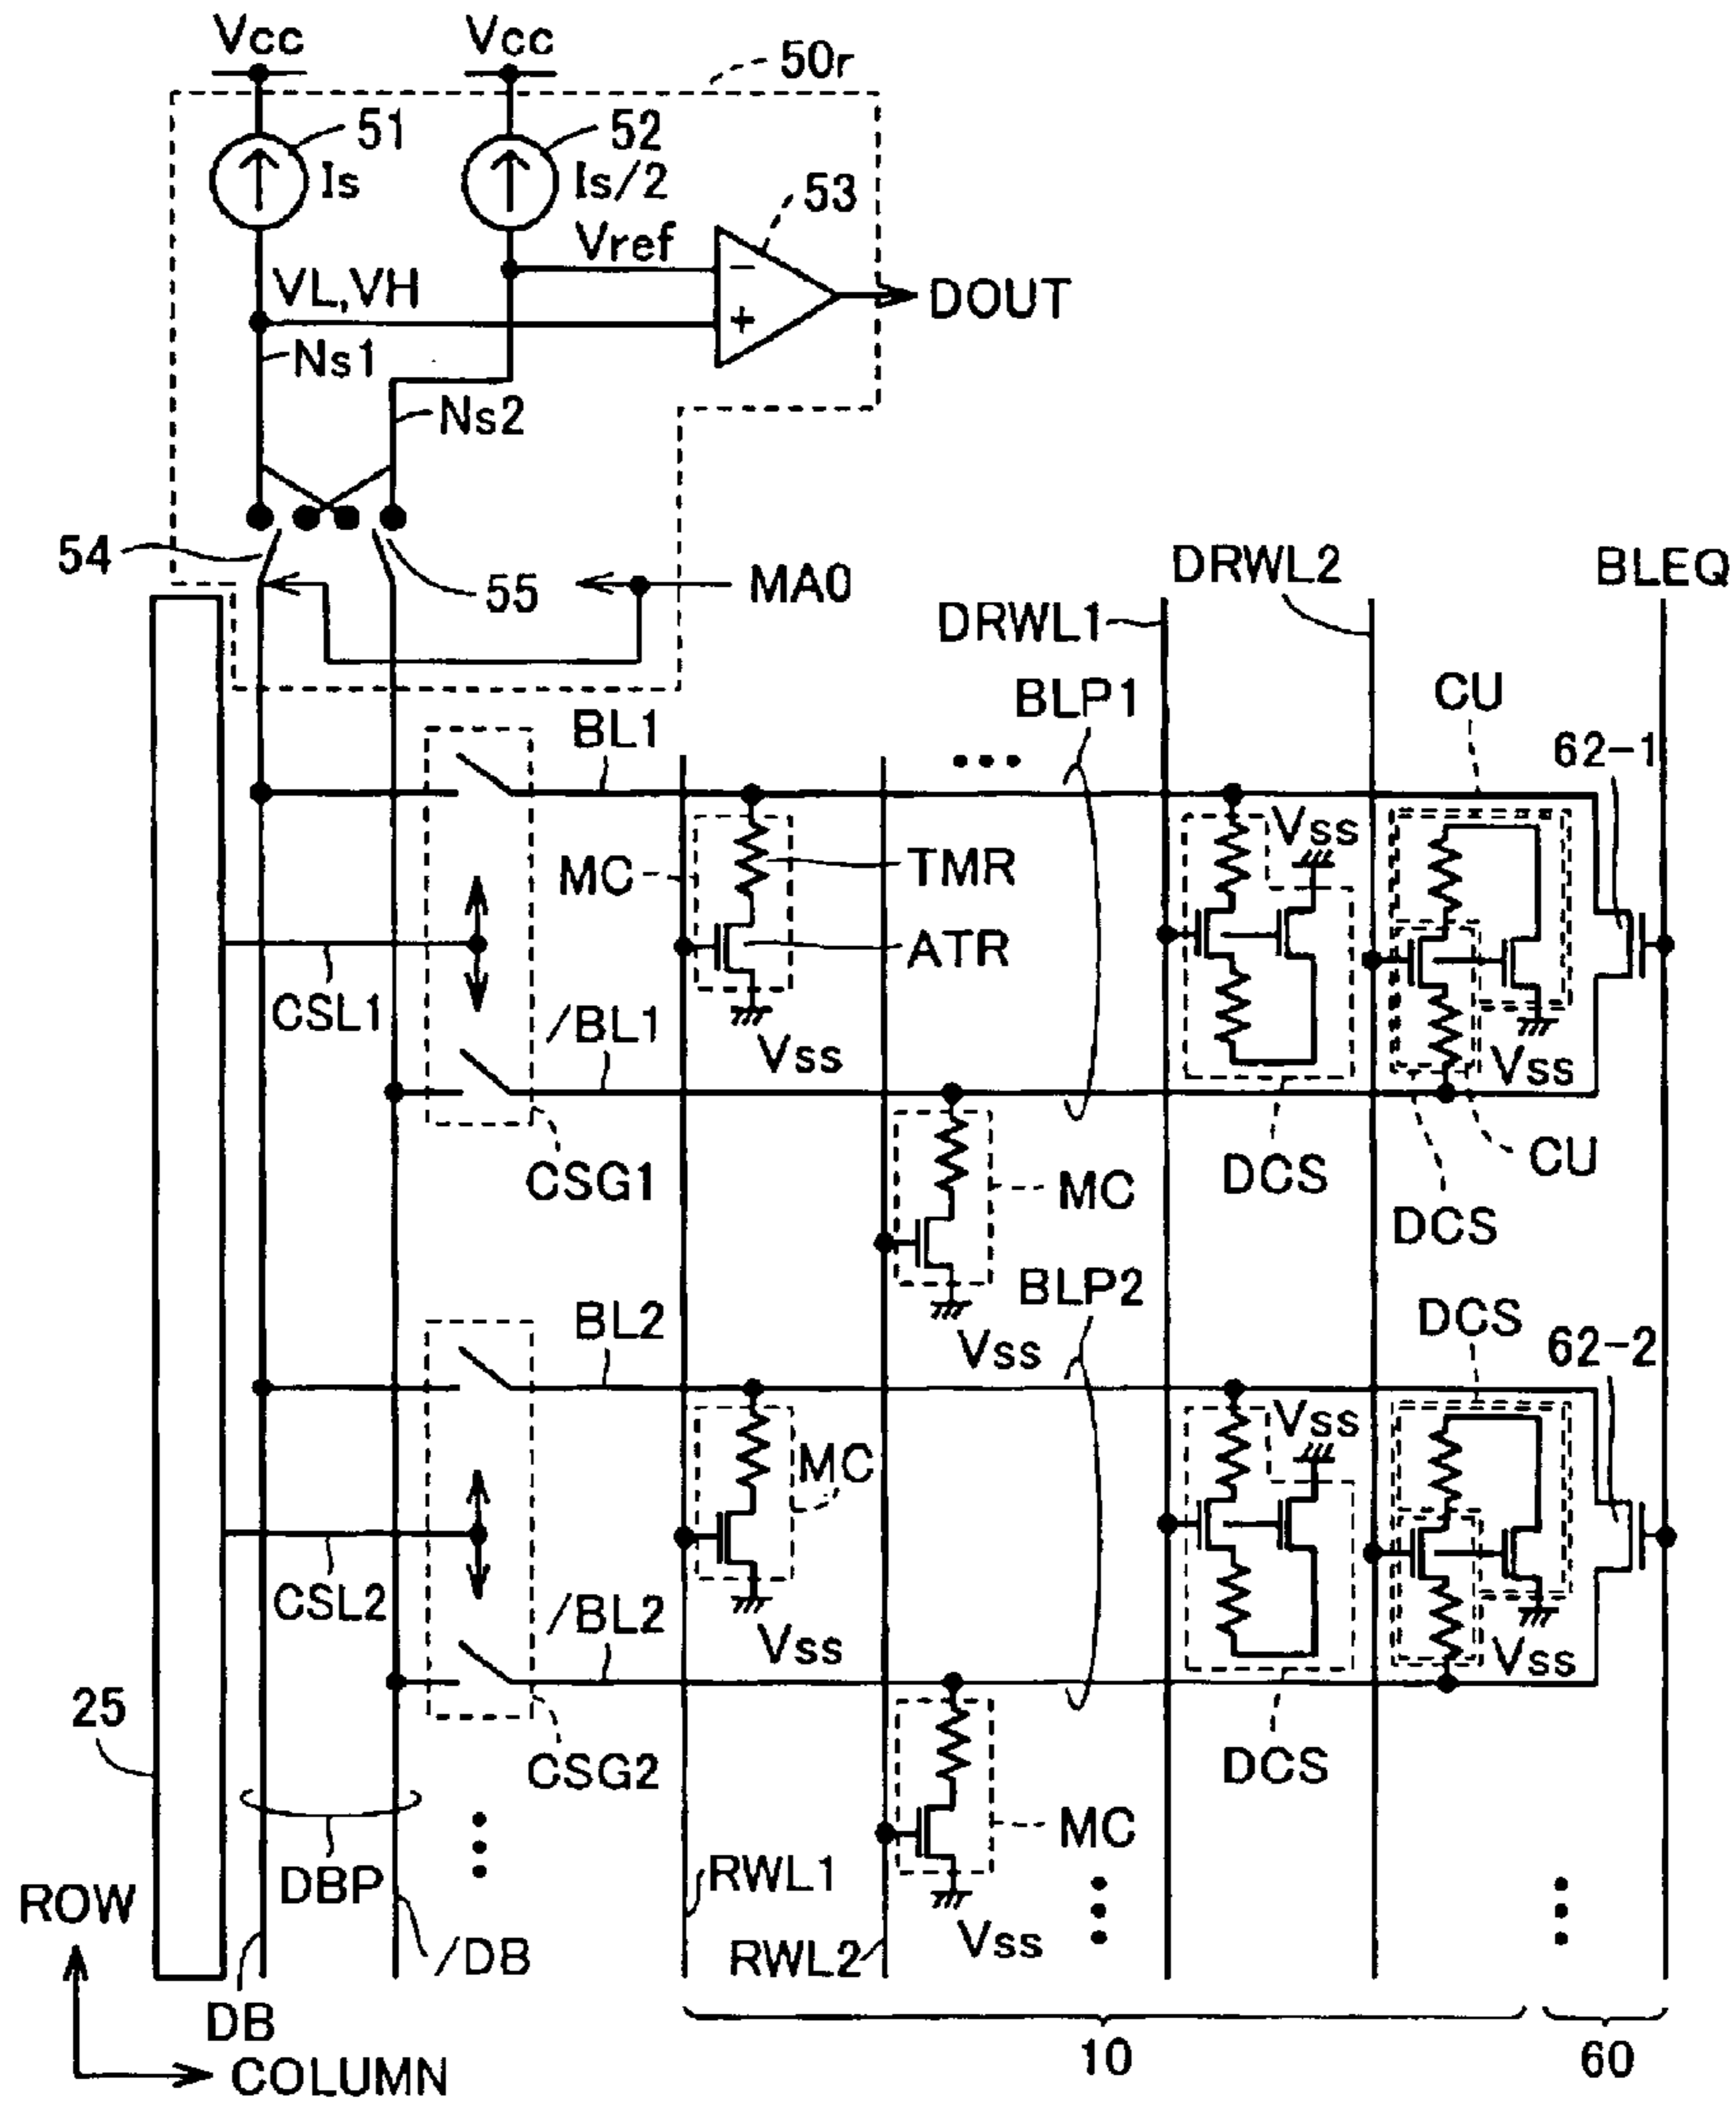 Vcc
Vcc
50r
51
52
Is
Is/2
53
Vref
VL,VH
-
+
DOUT
Ns1
Ns2
54
55
MA0
DRWL2
BLEQ
DRWL1
BLP1
CU
BL1
62-1
Vss
MC
TMR
ATR
CSL1
/BL1
Vss
Vss
CSG1
MC
DCS
CU
DCS
BLP2
BL2
DCS
62-2
Vss
Vss
MC
CSL2
/BL2
Vss
Vss
25
CSG2
DCS
MC
DBP
RWL1
ROW
Vss
/DB
RWL2
DB
10
60
COLUMN